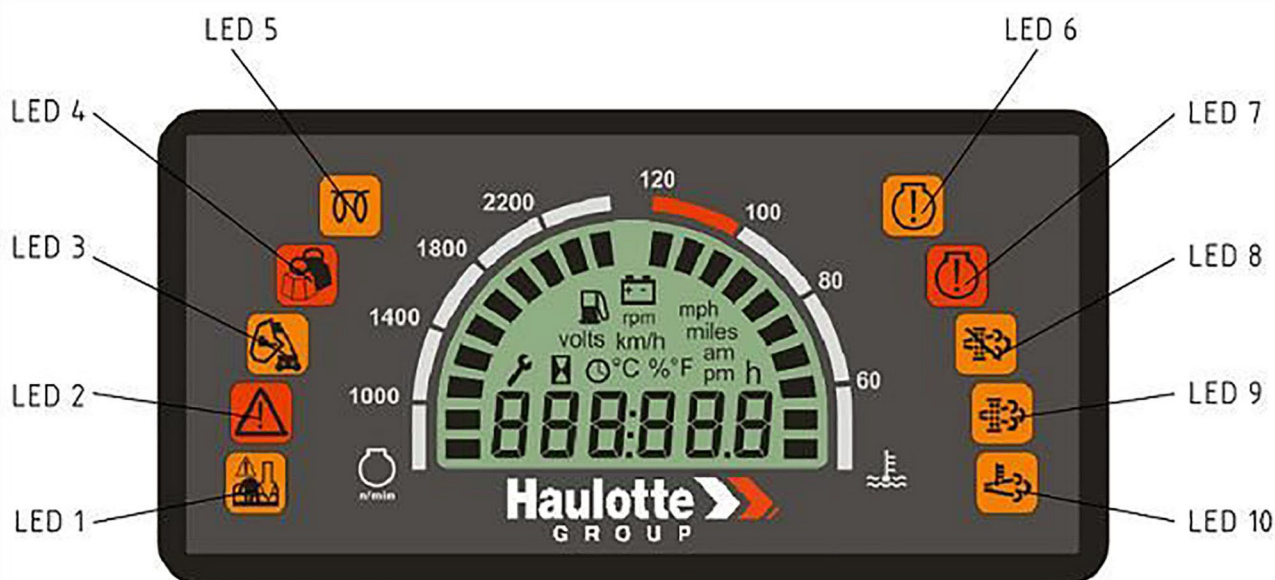 LED 5
LED 6
LED 4
LED 7
LED 3
LED 8
LED 2
LED 9
LED 1
LED 10
120
2200
100
1800
80
1400
60
1000
rpm
mph
volts
km/h
miles
°C
%°F
am
pm
h
888:88.8
n/min
Haulotte
GROUP